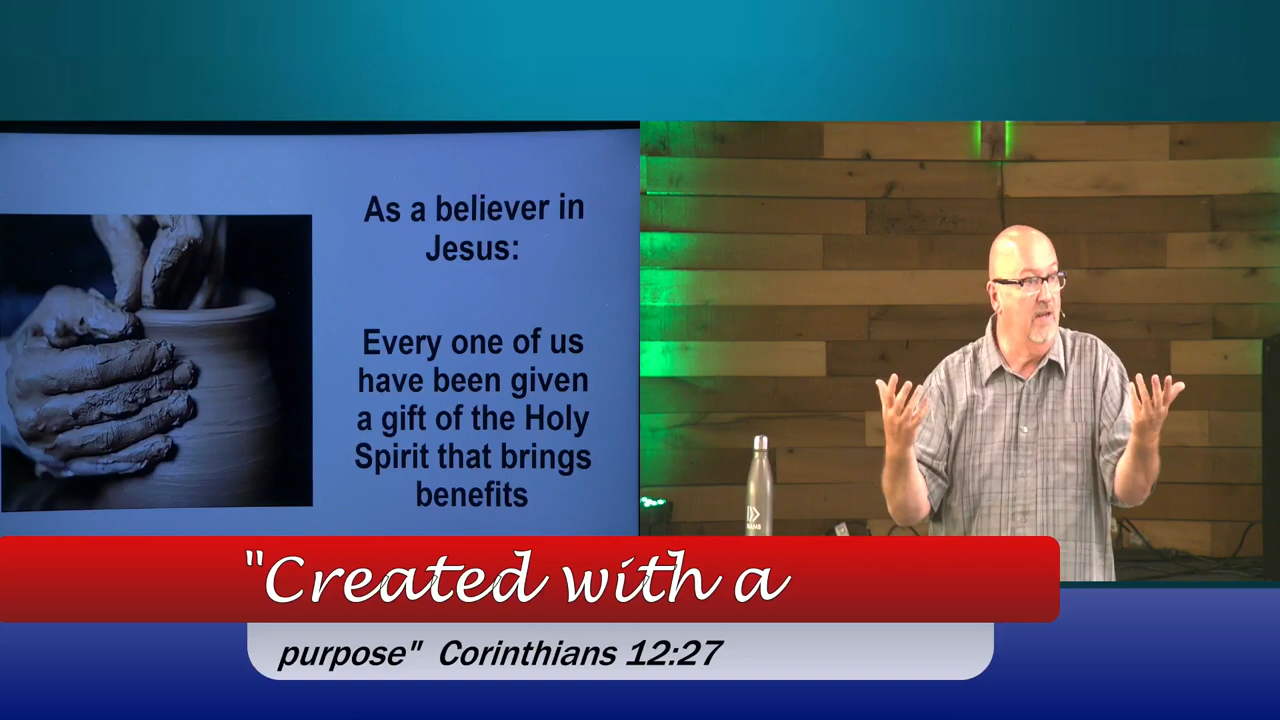 As a believer in
Jesus:
Every one of us
have been given
a gift of the Holy
Spirit that brings
benefits
"Created with a
purpose" Corinthians 12:27